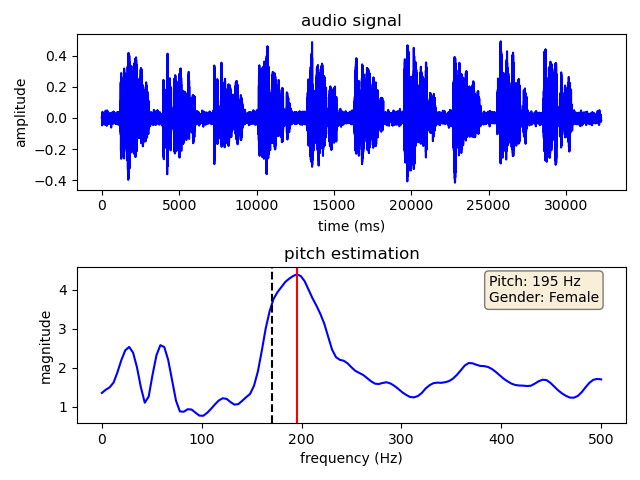 audio signal
amplitude
0.4
0.2
0.0
−0.2
−0.4
0 5000 10000 15000 20000 25000 30000
time (ms)
pitch estimation
magnitude
4
3
2
1
Pitch: 195 Hz
Gender: Female
0 100 200 300 400 500
frequency (Hz)